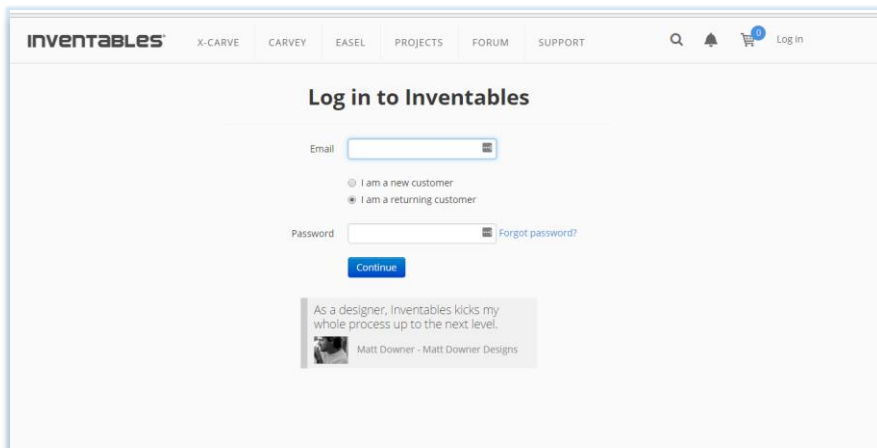 INVENTABLES X-CARVE CARVEY EASEL PROJECTS FORUM SUPPORT 0 Log in
Log in to Inventables
Email
I am a new customer
I am a returning customer
Password Forgot password?
Continue
As a designer, Inventables kicks my
whole process up to the next level.
Matt Downer - Matt Downer Designs